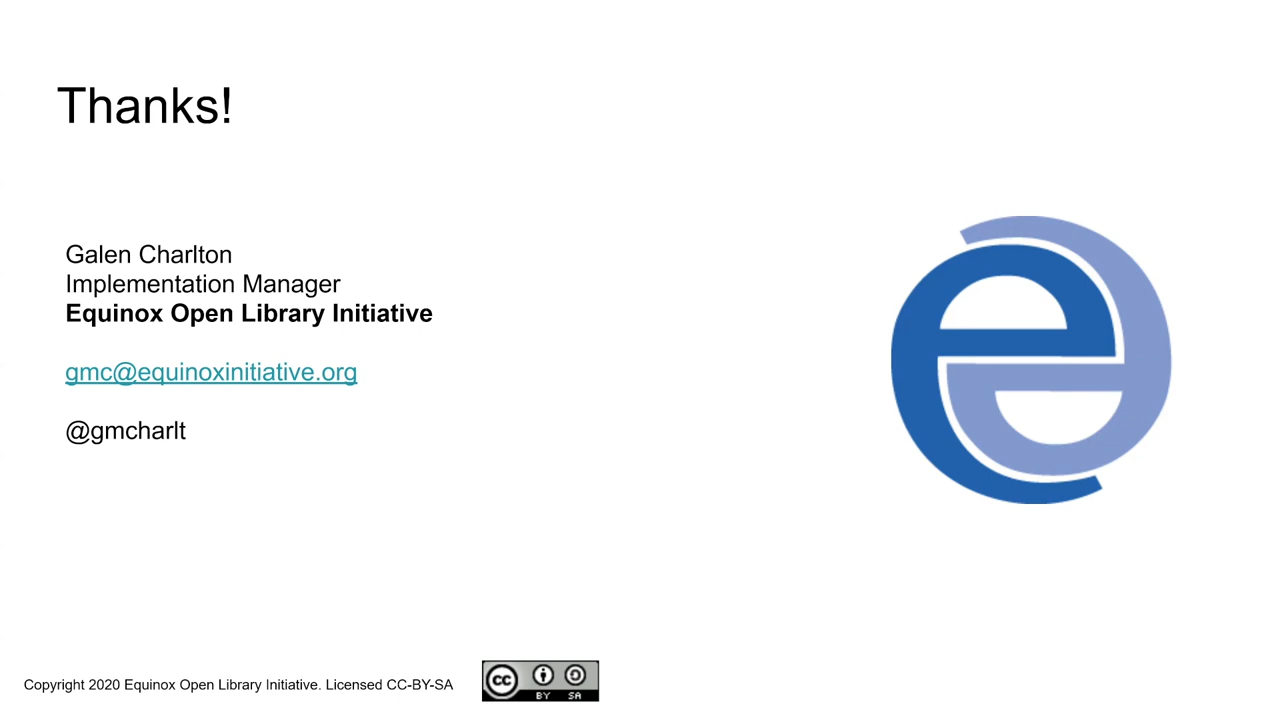 Thanks!
Galen Charlton
Implementation Manager
Equinox Open Library Initiative
gmc@equinoxinitiative.org
@gmcharlt
Copyright 2020 Equinox Open Library Initiative. Licensed CC-BY-SA
cc BY SA